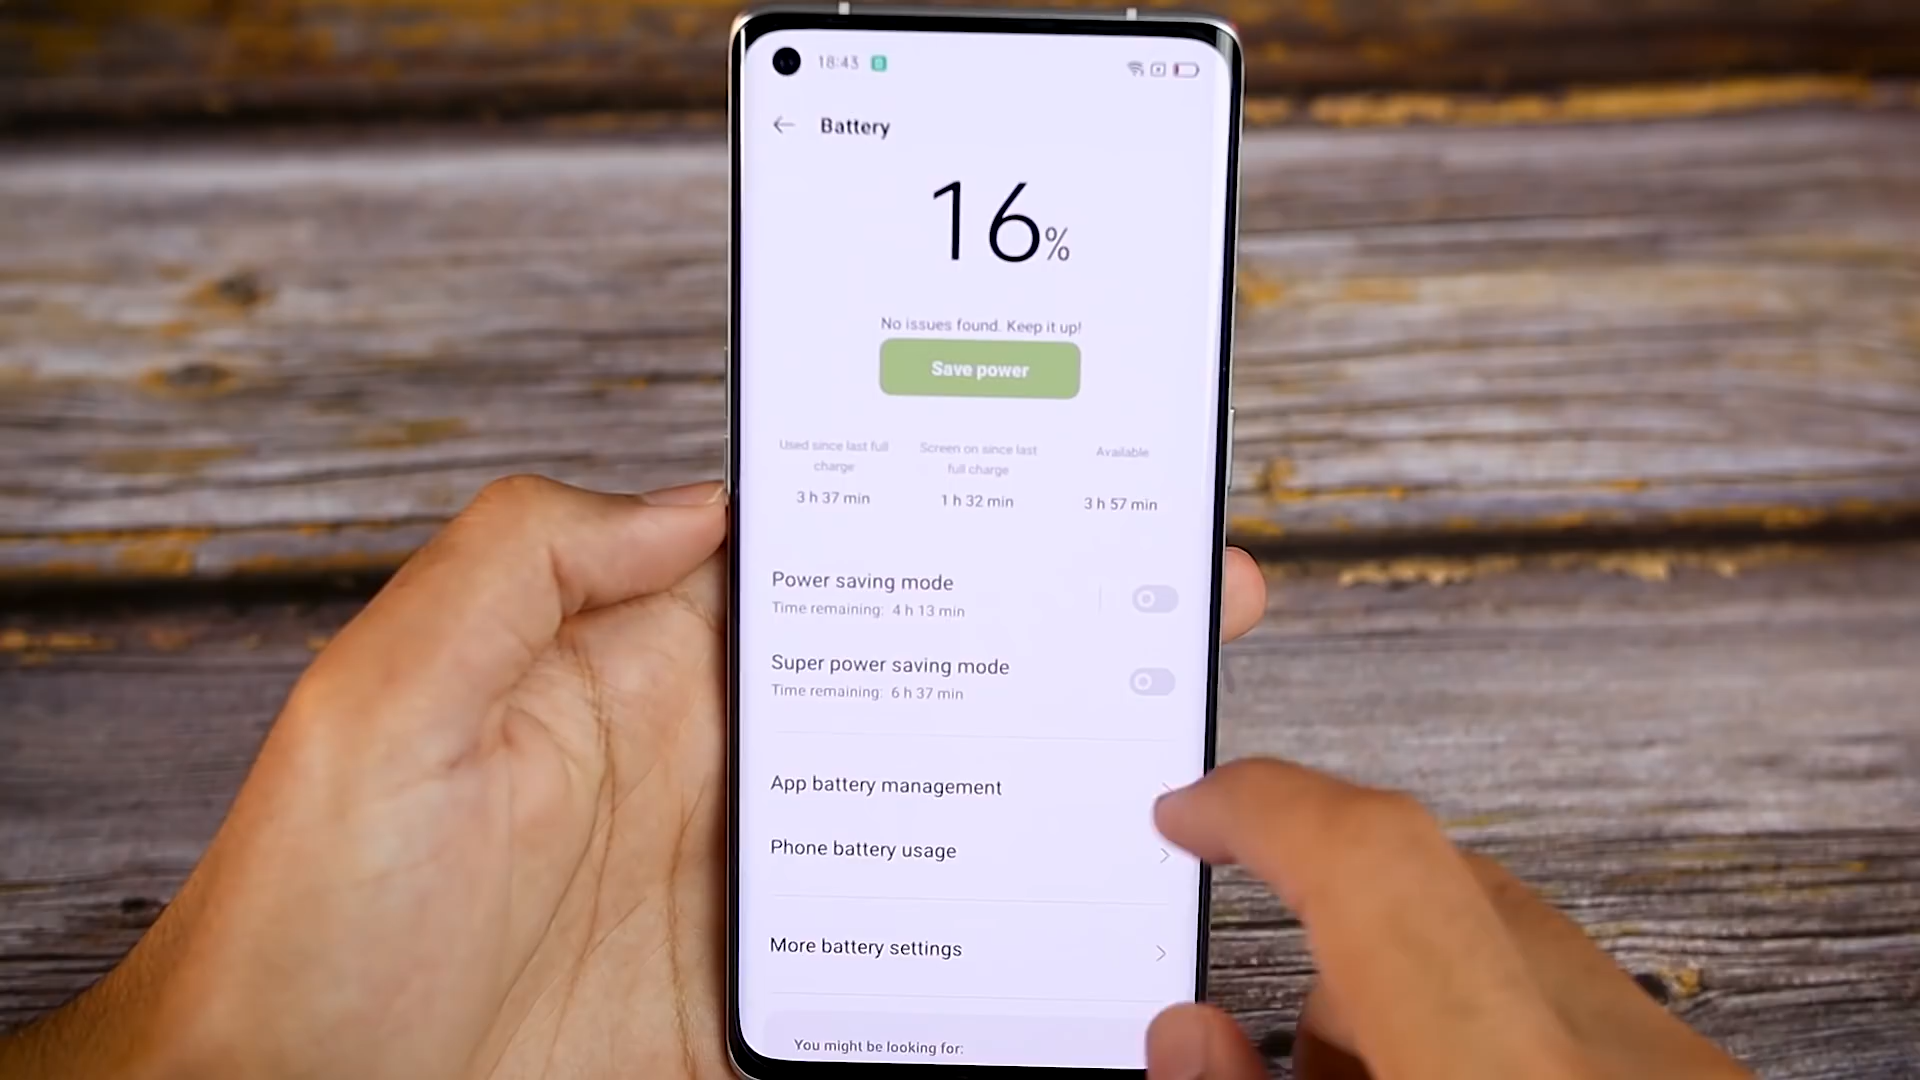 18:43
Battery
16%
No issues found. Keep it up!
Save power
Used since last full
charge
3 h 37 min
Screen on since last
full charge
1 h 32 min
Available
3 h 57 min
Power saving mode
Time remaining: 4 h 13 min
Super power saving mode
Time remaining: 6 h 37 min
App battery management
Phone battery usage
More battery settings
You might be looking for: